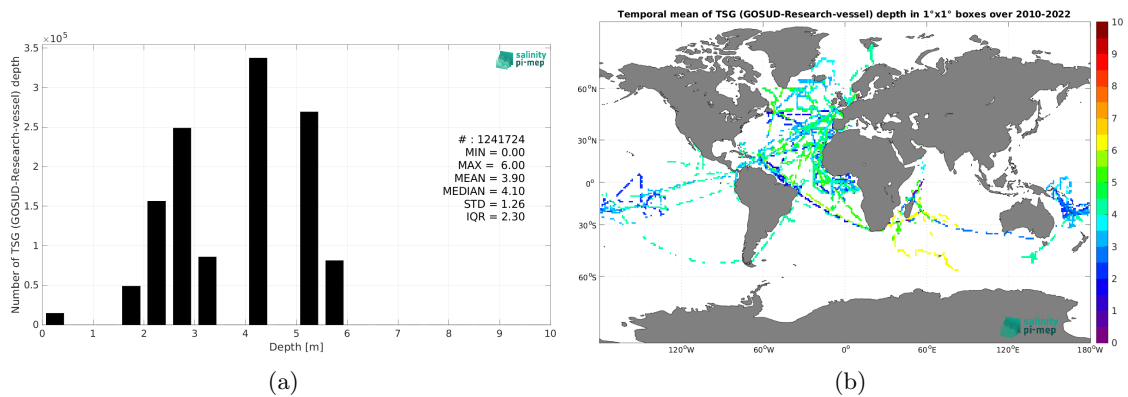 ×10⁵
3.5
3
2.5
2
1.5
1
0.5
0
0 1 2 3 4 5 6 7 8 9 10
Depth [m]
Number of TSG (GOSUD-Research-vessel) depth
salinity
pi-mep
# : 1241724
MIN = 0.00
MAX = 6.00
MEAN = 3.90
MEDIAN = 4.10
STD = 1.26
IQR = 2.30
(a)
Temporal mean of TSG (GOSUD-Research-vessel) depth in 1°x1° boxes over 2010-2022
60°N
30°N
0°
30°S
60°S
120°W 60°W 0° 60°E 120°E 180°W
salinity
pi-mep
10
9
8
7
6
5
4
3
2
1
0
(b)